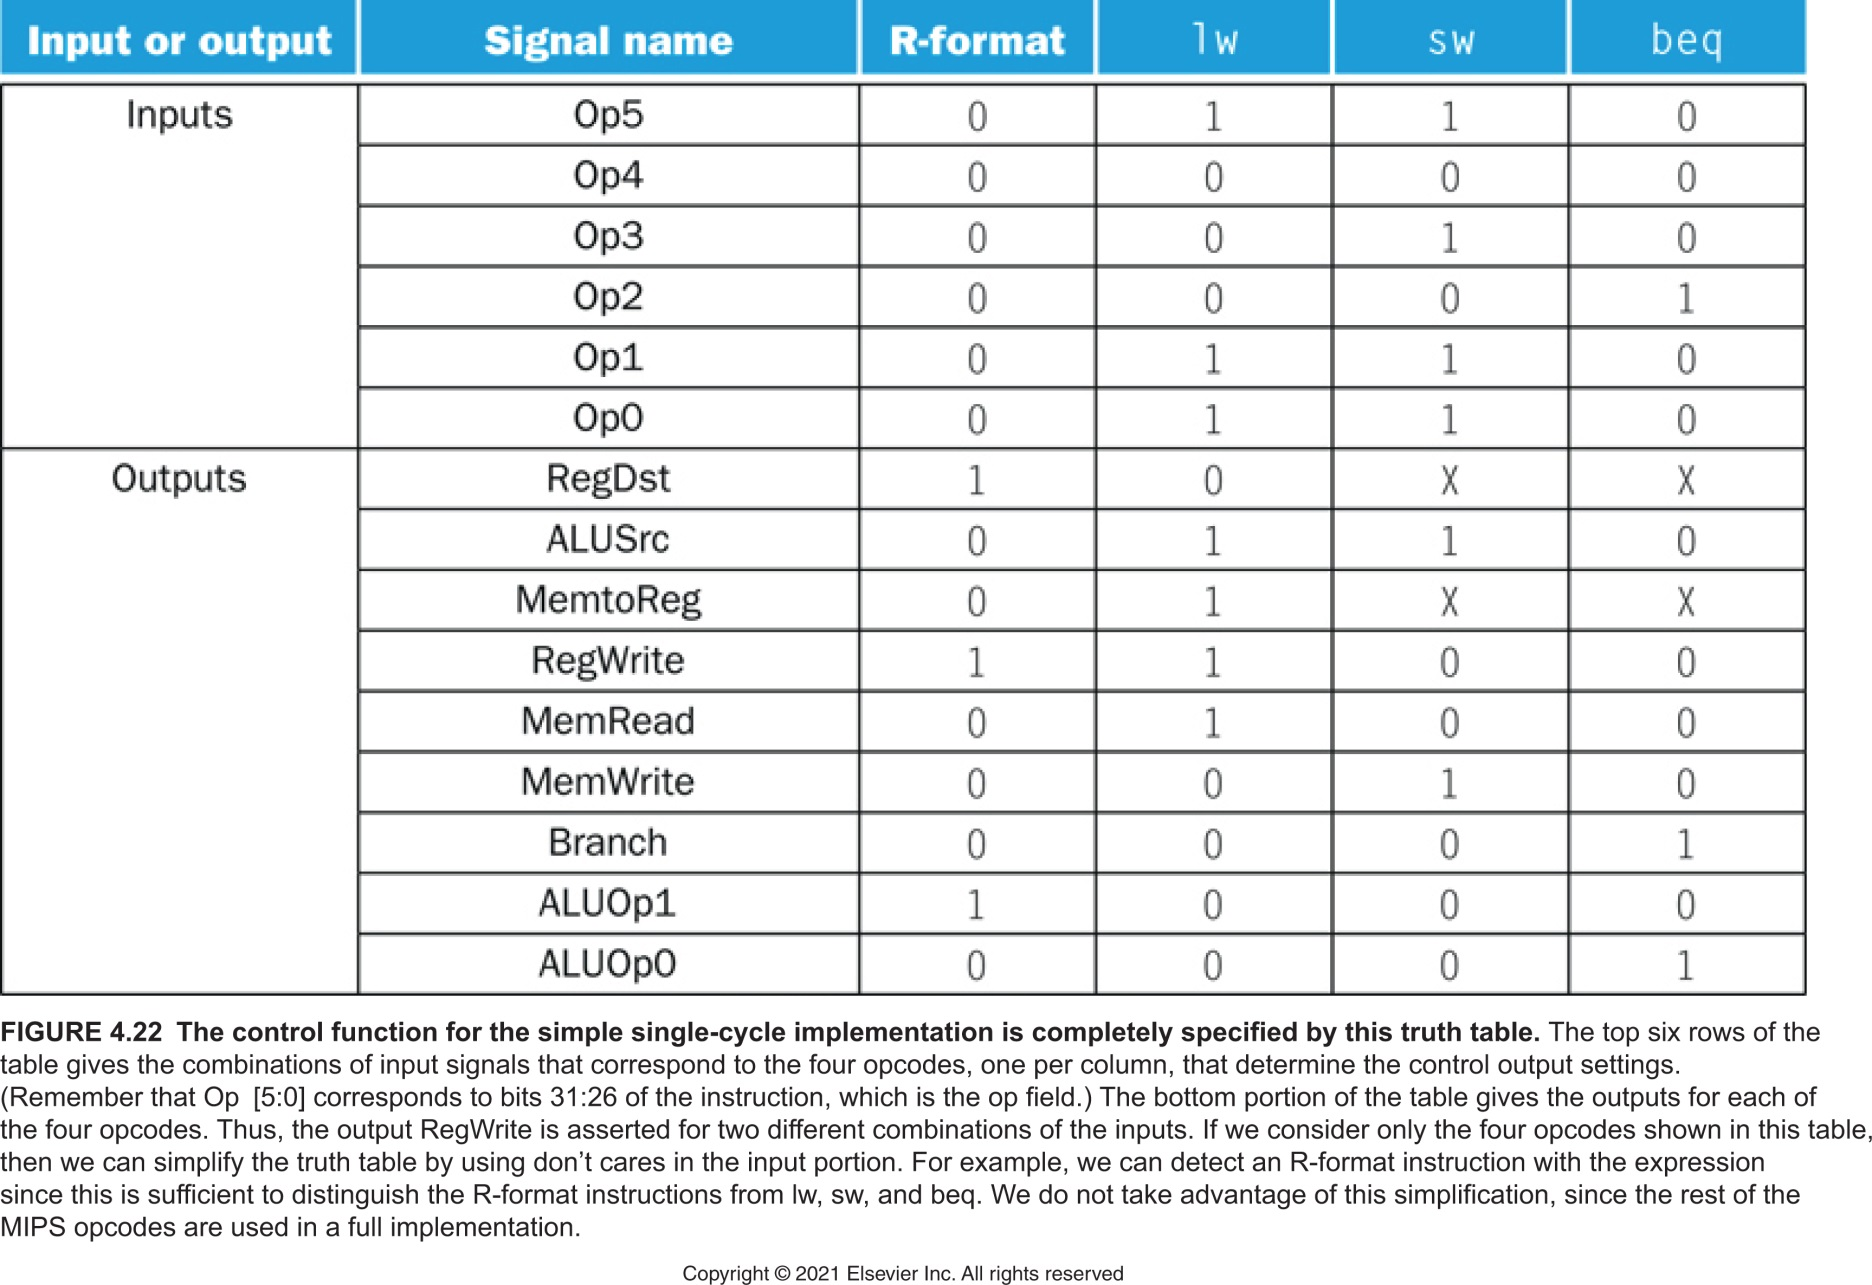 Input or output Signal name R-format lw sw beq
Inputs Op5 0 1 1 0
Op4 0 0 0 0
Op3 0 0 1 0
Op2 0 0 0 1
Op1 0 1 1 0
Op0 0 1 1 0
Outputs RegDst 1 0 X X
ALUSrc 0 1 1 0
MemtoReg 0 1 X X
RegWrite 1 1 0 0
MemRead 0 1 0 0
MemWrite 0 0 1 0
Branch 0 0 0 1
ALUOp1 1 0 0 0
ALUOp0 0 0 0 1
FIGURE 4.22 The control function for the simple single-cycle implementation is completely specified by this truth table. The top six rows of the
table gives the combinations of input signals that correspond to the four opcodes, one per column, that determine the control output settings.
(Remember that Op [5:0] corresponds to bits 31:26 of the instruction, which is the op field.) The bottom portion of the table gives the outputs for each of
the four opcodes. Thus, the output RegWrite is asserted for two different combinations of the inputs. If we consider only the four opcodes shown in this table,
then we can simplify the truth table by using don’t cares in the input portion. For example, we can detect an R-format instruction with the expression
since this is sufficient to distinguish the R-format instructions from lw, sw, and beq. We do not take advantage of this simplification, since the rest of the
MIPS opcodes are used in a full implementation.
Copyright © 2021 Elsevier Inc. All rights reserved